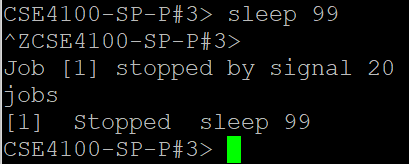 CSE4100-SP-P#3> sleep 99
^ZCSE4100-SP-P#3>
Job [1] stopped by signal 20
jobs
[1]  Stopped  sleep 99
CSE4100-SP-P#3>